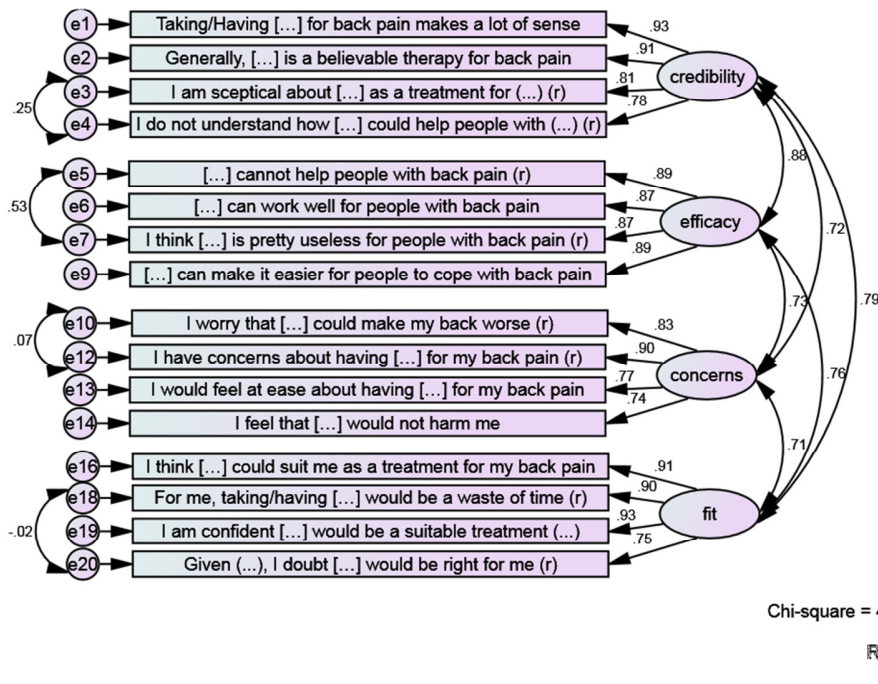 e1 Taking/Having [...] for back pain makes a lot of sense .93
e2 Generally, [...] is a believable therapy for back pain .91
credibility
e3 I am sceptical about [...] as a treatment for (...) (r) .81
.25
e4 I do not understand how [...] could help people with (...) (r) .78
.88
e5 [...] cannot help people with back pain (r) .89
.53
e6 [...] can work well for people with back pain .87
efficacy
e7 I think [...] is pretty useless for people with back pain (r) .87
.72
e9 [...] can make it easier for people to cope with back pain .89
.73
.79
e10 I worry that [...] could make my back worse (r) .83
.07
e12 I have concerns about having [...] for my back pain (r) .90
concerns
.76
e13 I would feel at ease about having [...] for my back pain .77
e14 I feel that [...] would not harm me .74
.71
e16 I think [...] could suit me as a treatment for my back pain .91
e18 For me, taking/having [...] would be a waste of time (r) .90
fit
-.02
e19 I am confident [...] would be a suitable treatment (...) .93
e20 Given (...), I doubt [...] would be right for me (r) .75
Chi-square =